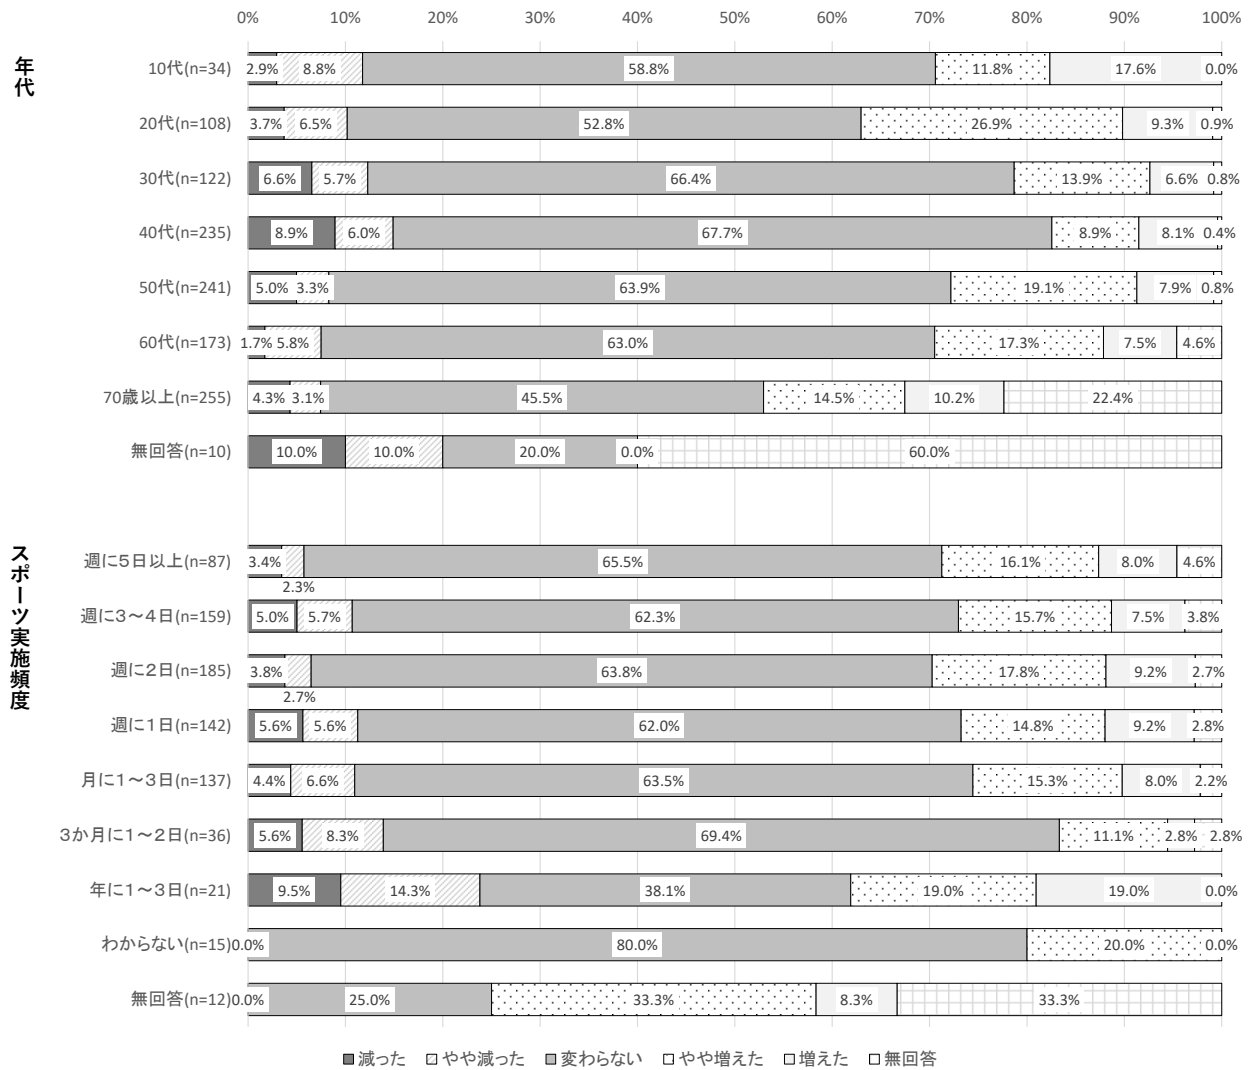 0% 10% 20% 30% 40% 50% 60% 70% 80% 90% 100%
年代
10代(n=34) 2.9% 8.8% 58.8% 11.8% 17.6% 0.0%
20代(n=108) 3.7% 6.5% 52.8% 26.9% 9.3% 0.9%
30代(n=122) 6.6% 5.7% 66.4% 13.9% 6.6% 0.8%
40代(n=235) 8.9% 6.0% 67.7% 8.9% 8.1% 0.4%
50代(n=241) 5.0% 3.3% 63.9% 19.1% 7.9% 0.8%
60代(n=173) 1.7% 5.8% 63.0% 17.3% 7.5% 4.6%
70歳以上(n=255) 4.3% 3.1% 45.5% 14.5% 10.2% 22.4%
無回答(n=10) 10.0% 10.0% 20.0% 0.0% 60.0%
スポーツ実施頻度
週に５日以上(n=87) 3.4% 65.5% 16.1% 8.0% 4.6%
2.3%
週に３～４日(n=159) 5.0% 5.7% 62.3% 15.7% 7.5% 3.8%
週に２日(n=185) 3.8% 63.8% 17.8% 9.2% 2.7%
2.7%
週に１日(n=142) 5.6% 5.6% 62.0% 14.8% 9.2% 2.8%
月に１～３日(n=137) 4.4% 6.6% 63.5% 15.3% 8.0% 2.2%
３か月に１～２日(n=36) 5.6% 8.3% 69.4% 11.1% 2.8% 2.8%
年に１～３日(n=21) 9.5% 14.3% 38.1% 19.0% 19.0% 0.0%
わからない(n=15) 0.0% 80.0% 20.0% 0.0%
無回答(n=12) 0.0% 25.0% 33.3% 8.3% 33.3%
減った やや減った 変わらない やや増えた 増えた 無回答